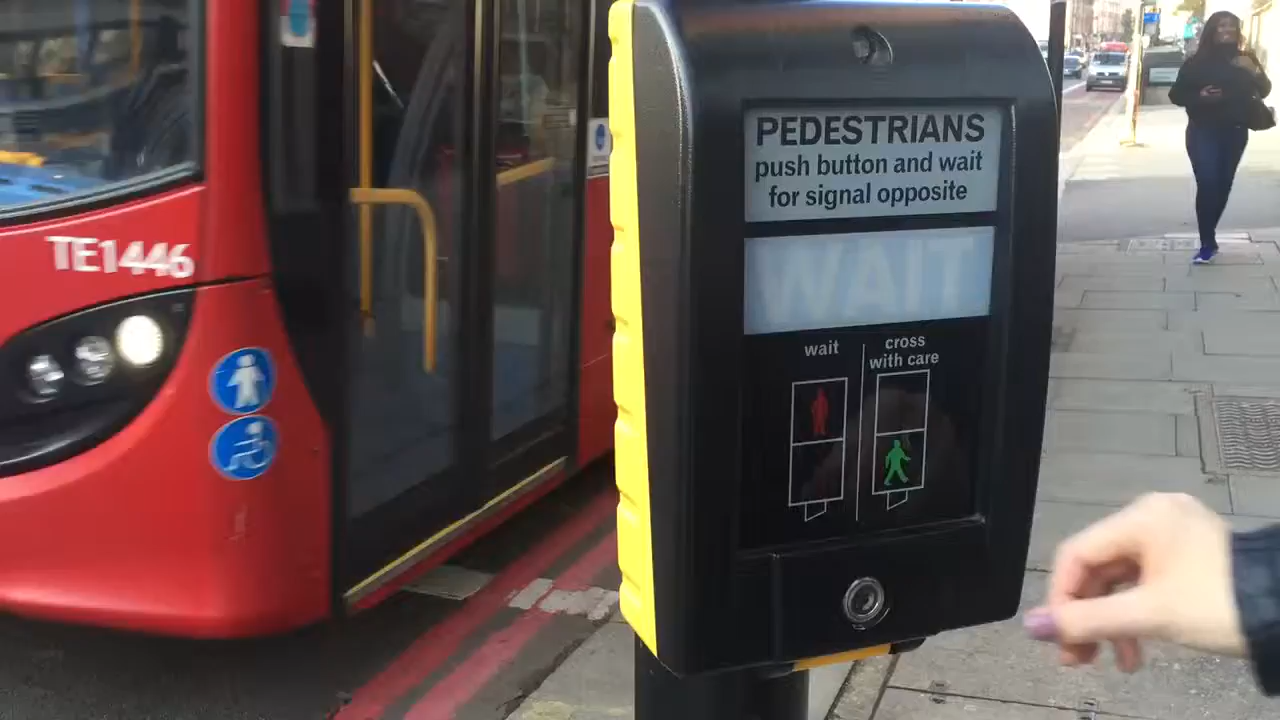 TE1446
PEDESTRIANS
push button and wait
for signal opposite
WAIT
wait
cross
with care